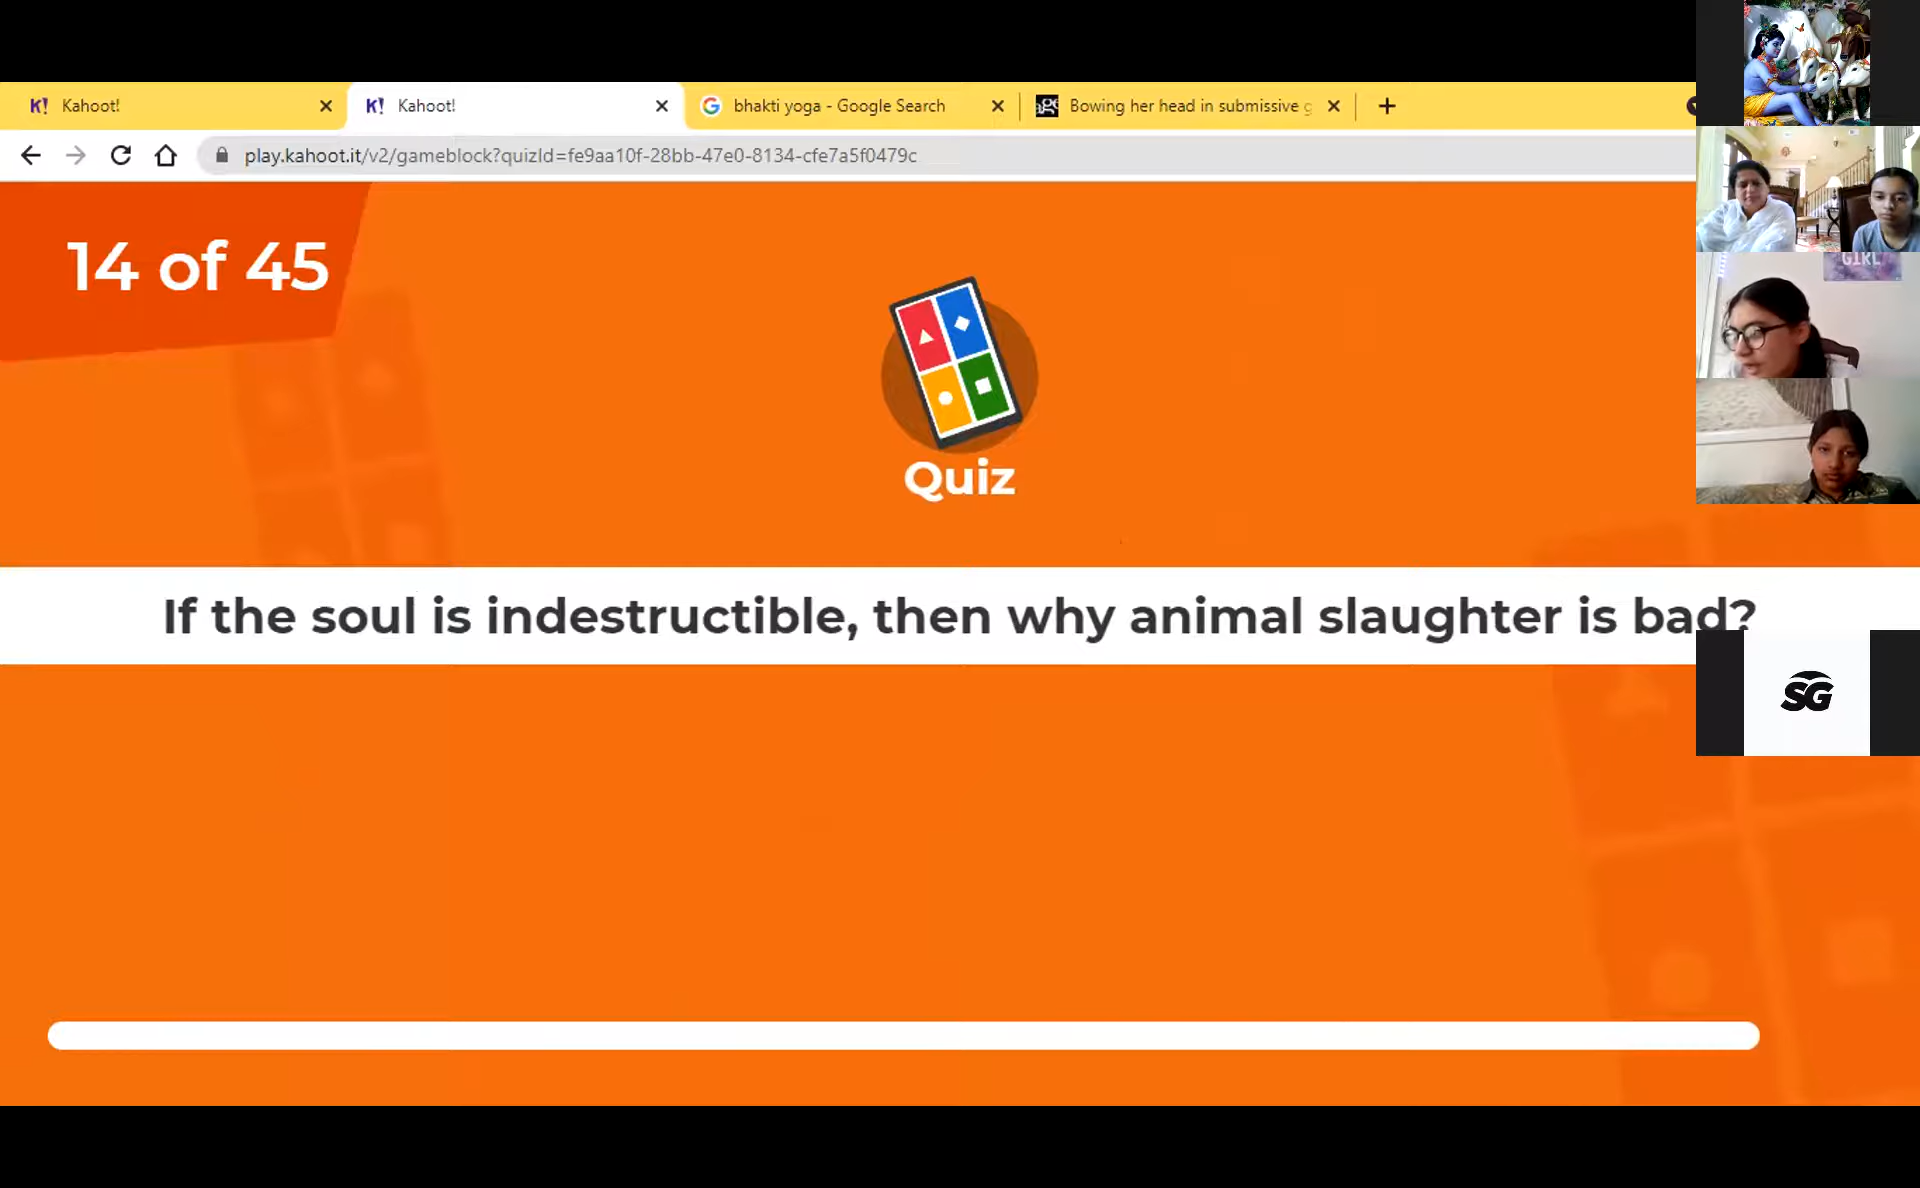 Kahoot!
Kahoot!
bhakti yoga - Google Search
Bowing her head in submissive g
play.kahoot.it/v2/gameblock?quizId=fe9aa10f-28bb-47e0-8134-cfe7a5f0479c
14 of 45
Quiz
If the soul is indestructible, then why animal slaughter is bad?
GIRL
SG